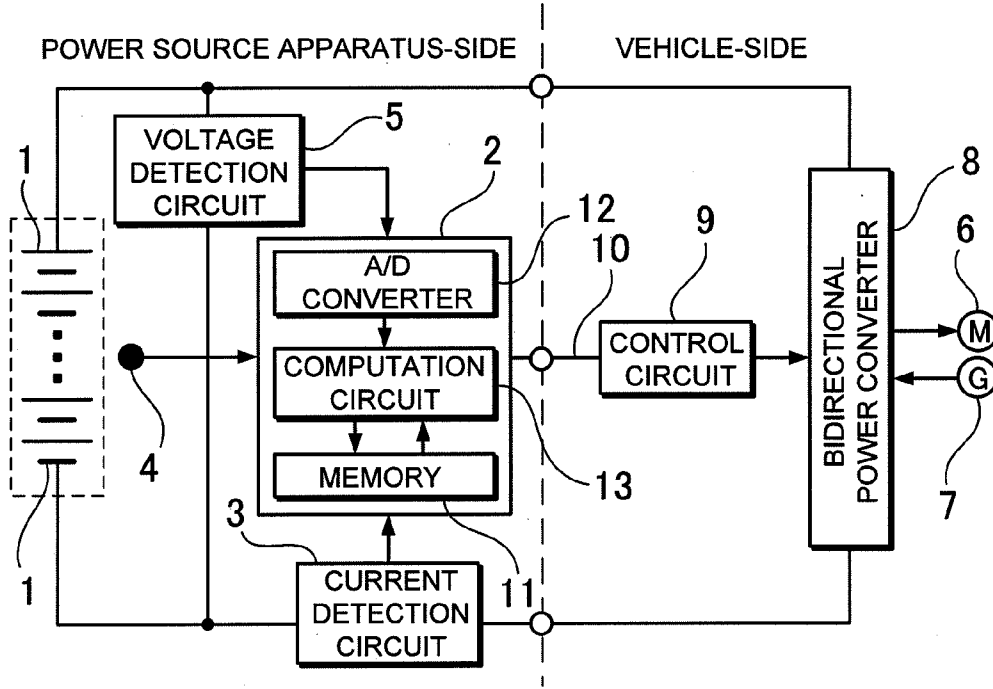 POWER SOURCE APPARATUS-SIDE
VEHICLE-SIDE
1
VOLTAGE
DETECTION
CIRCUIT
5
2
12
A/D
CONVERTER
10
9
8
6
COMPUTATION
CIRCUIT
CONTROL
CIRCUIT
BIDIRECTIONAL
POWER CONVERTER
M
G
4
MEMORY
13
7
1
3
11
CURRENT
DETECTION
CIRCUIT